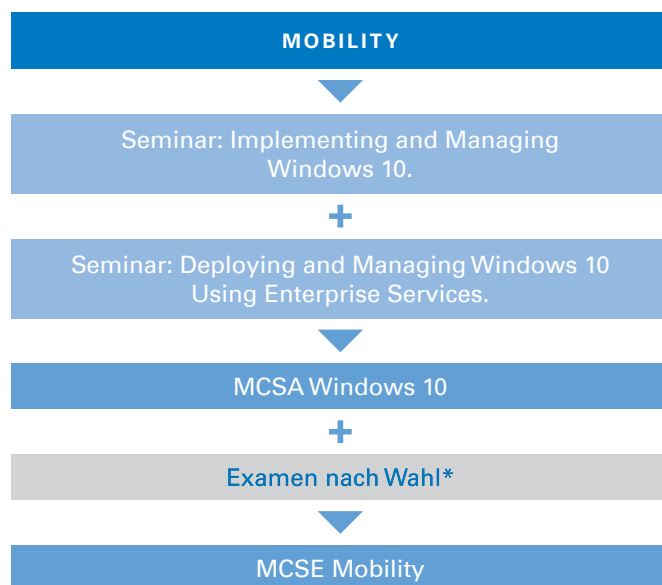 MOBILITY
Seminar: Implementing and Managing
Windows 10.
+
Seminar: Deploying and Managing Windows 10
Using Enterprise Services.
MCSA Windows 10
+
Examen nach Wahl*
MCSE Mobility